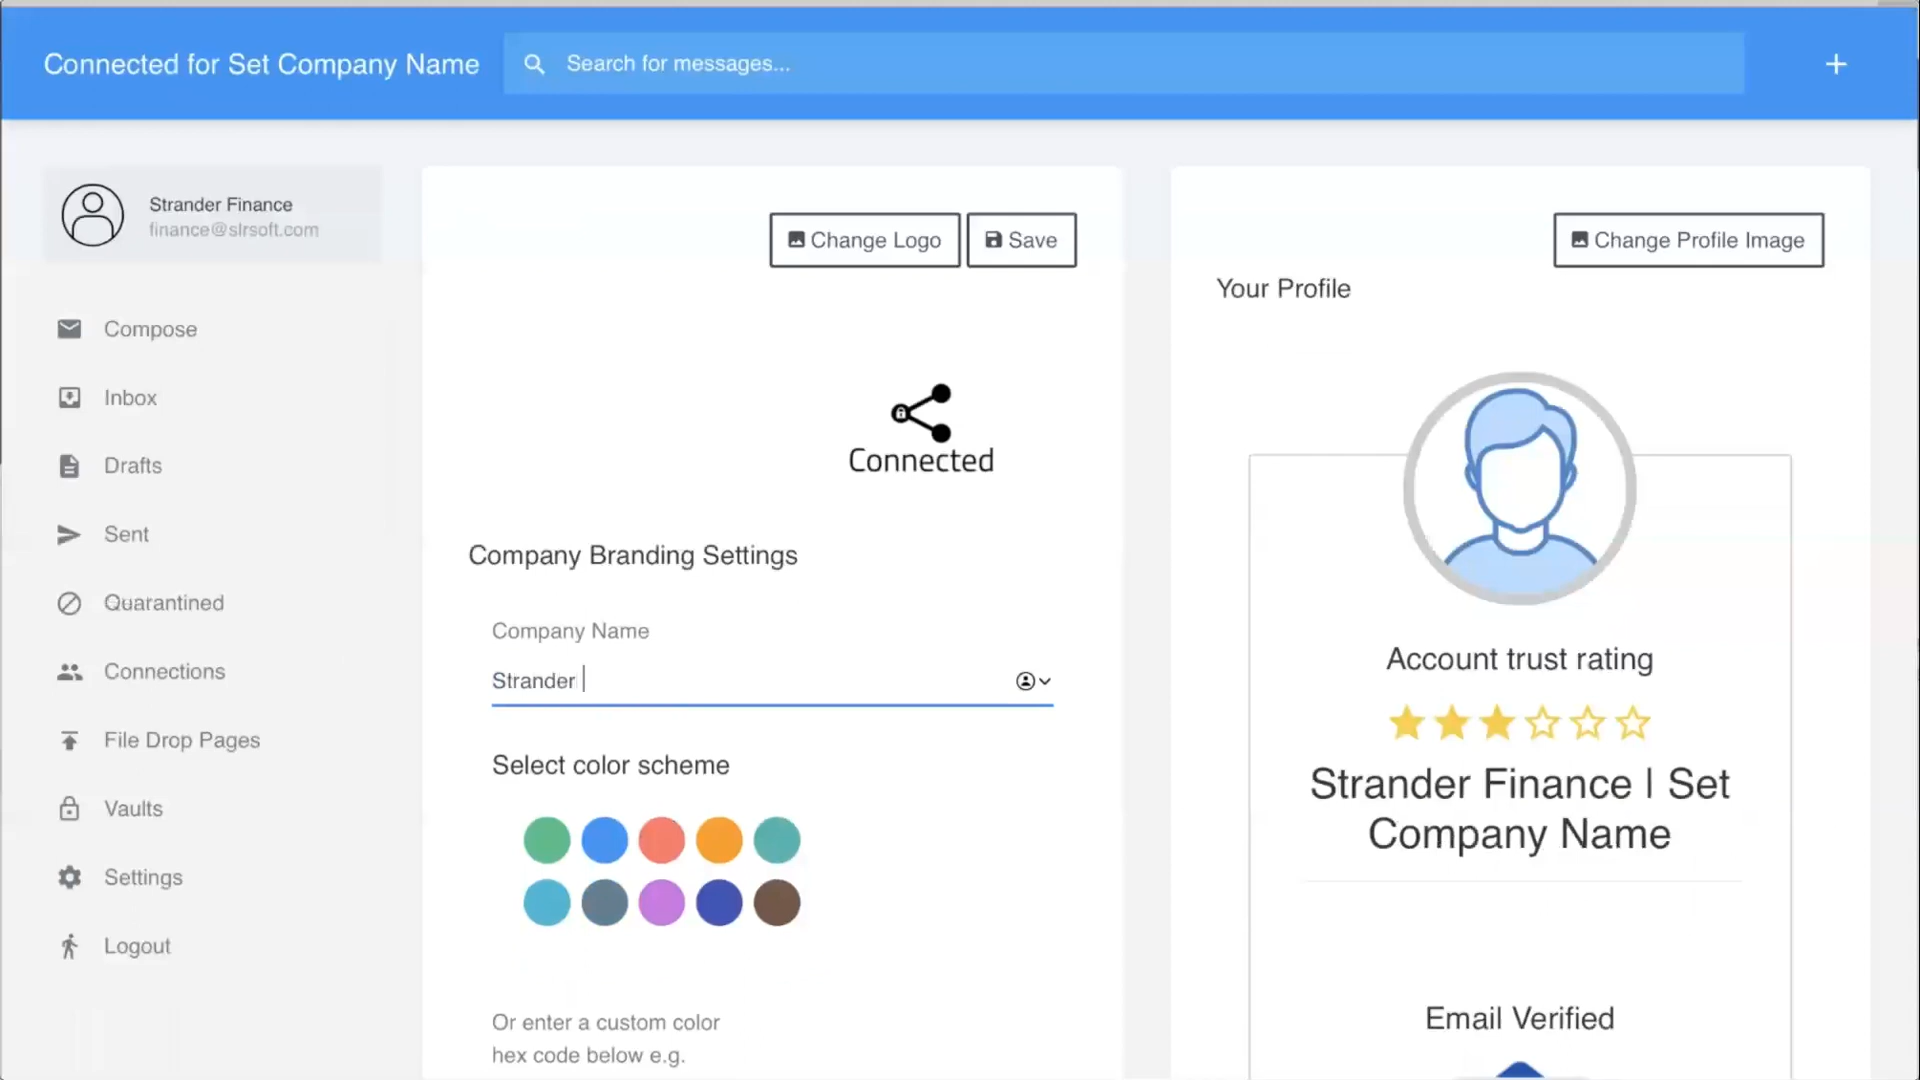 Connected for Set Company Name
Search for messages...
Strander Finance
finance@slrsoft.com
Compose
Inbox
Drafts
Sent
Quarantined
Connections
File Drop Pages
Vaults
Settings
Logout
Change Logo
Save
Connected
Company Branding Settings
Company Name
Strander
Select color scheme
Or enter a custom color
hex code below e.g.
Change Profile Image
Your Profile
Account trust rating
Strander Finance | Set
Company Name
Email Verified